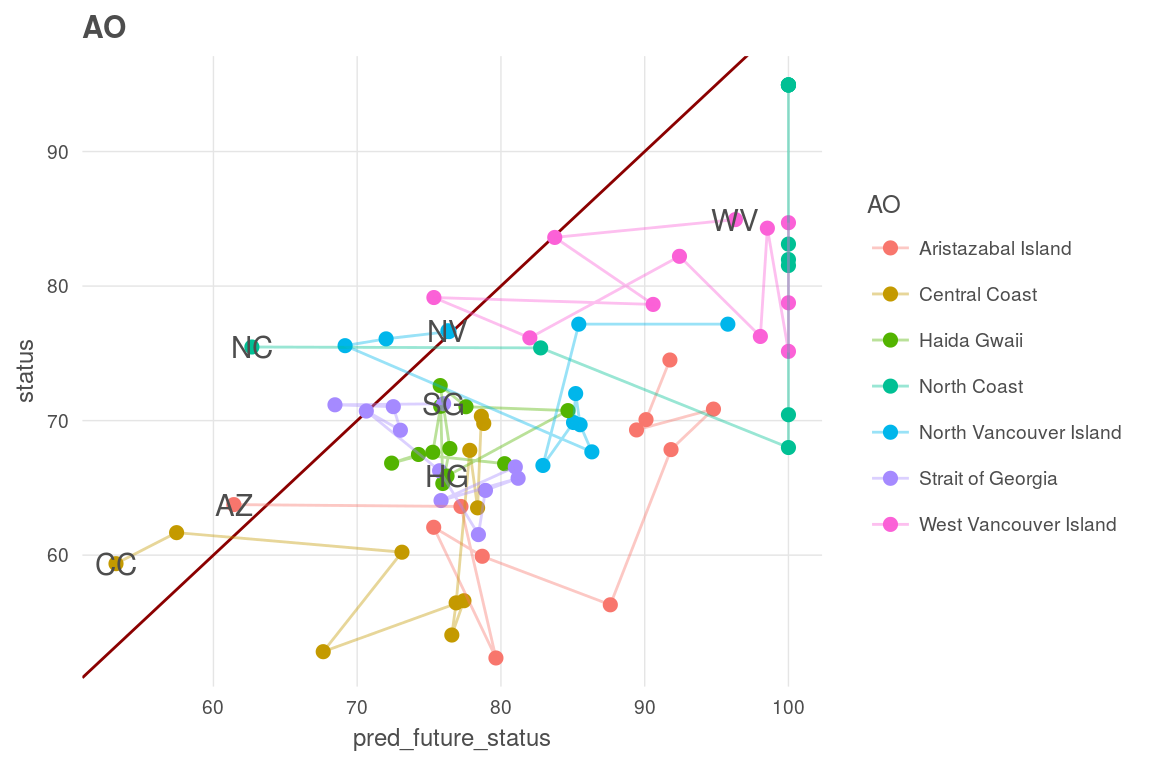 AO
status
90
80
70
60
WV
NV
NC
SG
HG
AZ
CC
60 70 80 90 100
pred_future_status
AO
Aristazabal Island
Central Coast
Haida Gwaii
North Coast
North Vancouver Island
Strait of Georgia
West Vancouver Island